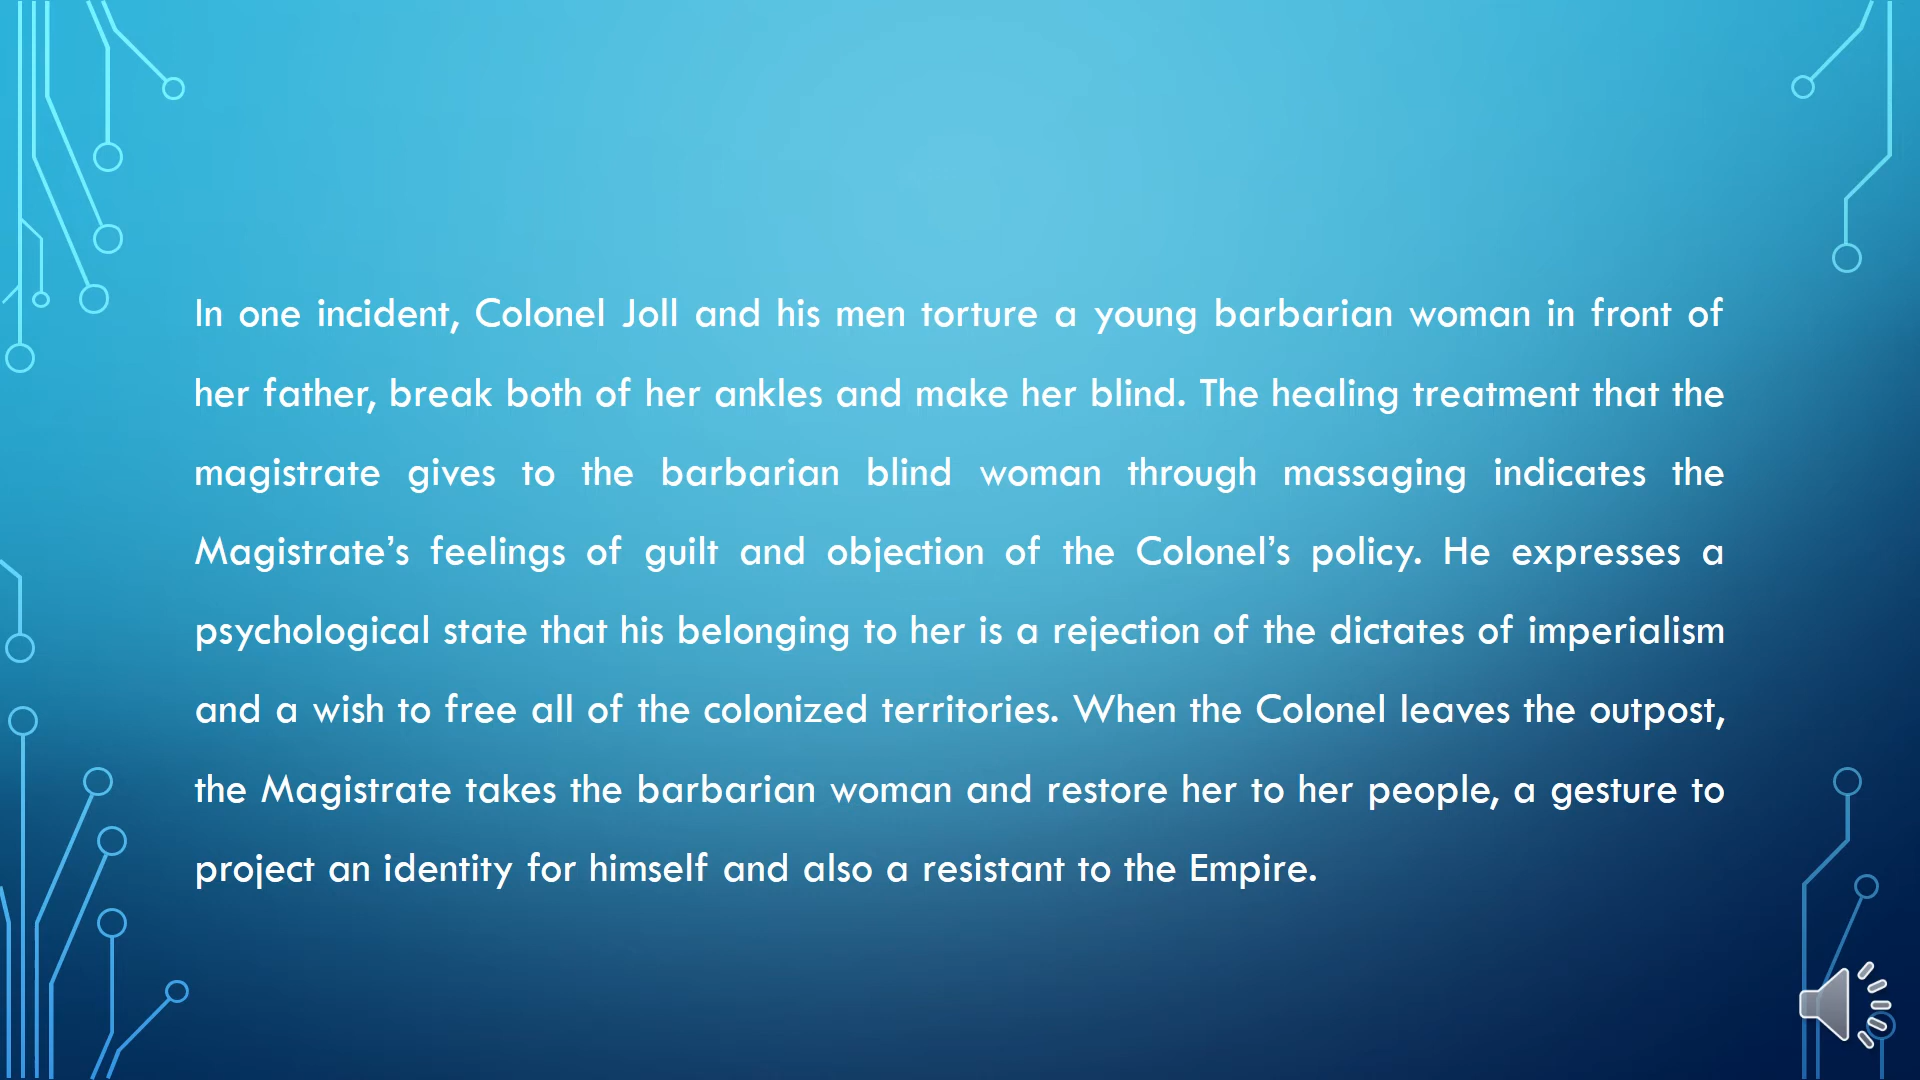 In one incident, Colonel Joll and his men torture a young barbarian woman in front of
her father, break both of her ankles and make her blind. The healing treatment that the
magistrate gives to the barbarian blind woman through massaging indicates the
Magistrate’s feelings of guilt and objection of the Colonel’s policy. He expresses a
psychological state that his belonging to her is a rejection of the dictates of imperialism
and a wish to free all of the colonized territories. When the Colonel leaves the outpost,
the Magistrate takes the barbarian woman and restore her to her people, a gesture to
project an identity for himself and also a resistant to the Empire.